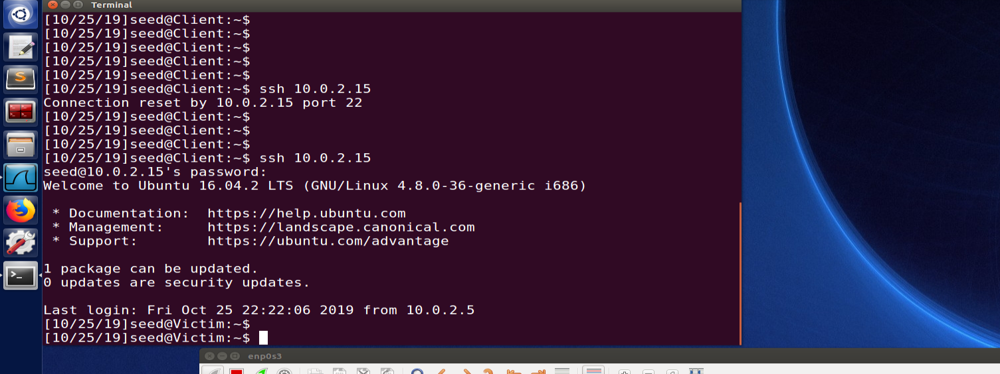 Terminal
[10/25/19]seed@Client:~$
[10/25/19]seed@Client:~$
[10/25/19]seed@Client:~$
[10/25/19]seed@Client:~$
[10/25/19]seed@Client:~$
[10/25/19]seed@Client:~$ ssh 10.0.2.15
Connection reset by 10.0.2.15 port 22
[10/25/19]seed@Client:~$
[10/25/19]seed@Client:~$
[10/25/19]seed@Client:~$
[10/25/19]seed@Client:~$ ssh 10.0.2.15
seed@10.0.2.15's password:
Welcome to Ubuntu 16.04.2 LTS (GNU/Linux 4.8.0-36-generic i686)
 * Documentation:  https://help.ubuntu.com
 * Management:     https://landscape.canonical.com
 * Support:        https://ubuntu.com/advantage
1 package can be updated.
0 updates are security updates.
Last login: Fri Oct 25 22:22:06 2019 from 10.0.2.5
[10/25/19]seed@Victim:~$
[10/25/19]seed@Victim:~$
enp0s3